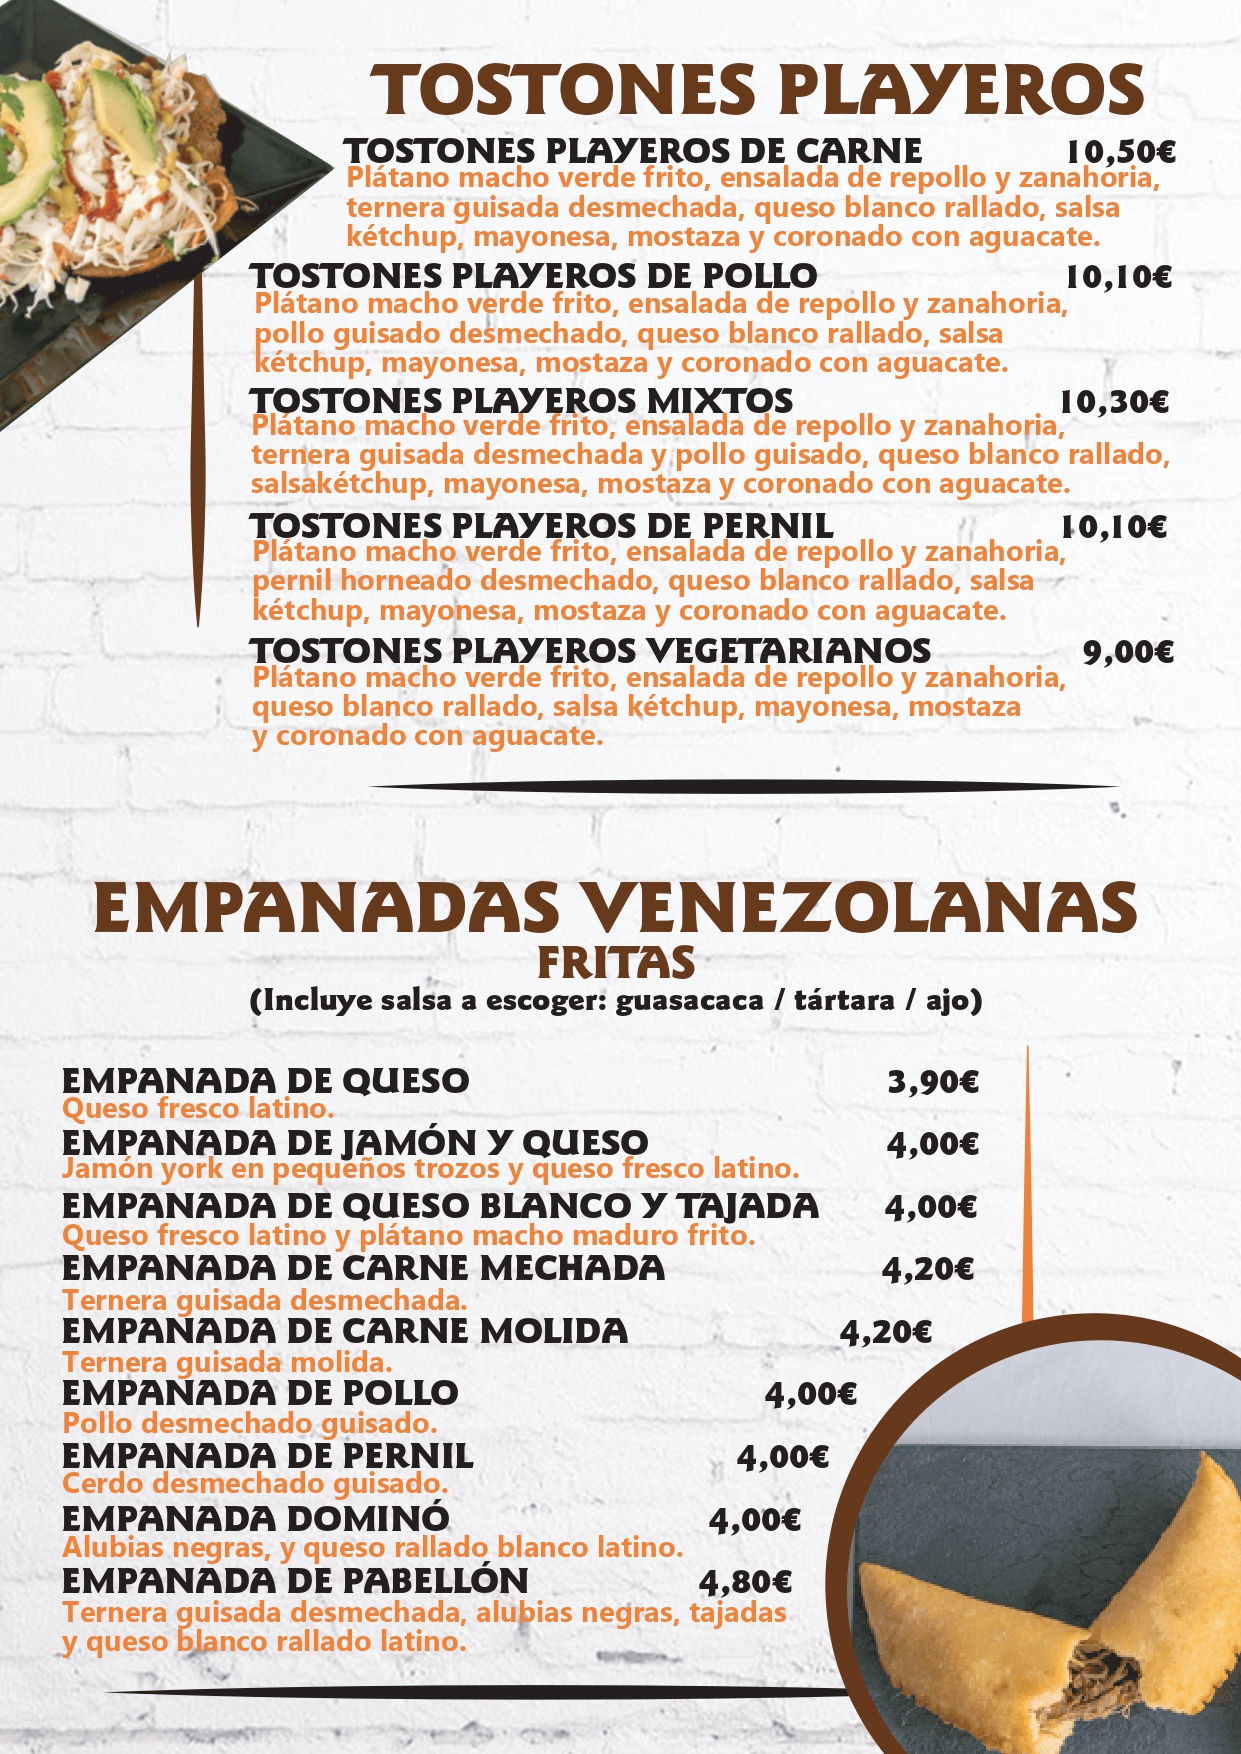 TOSTONES PLAYEROS
TOSTONES PLAYEROS DE CARNE 10,50€
Plátano macho verde frito, ensalada de repollo y zanahoria,
ternera guisada desmechada, queso blanco rallado, salsa
kétchup, mayonesa, mostaza y coronado con aguacate.
TOSTONES PLAYEROS DE POLLO 10,10€
Plátano macho verde frito, ensalada de repollo y zanahoria,
pollo guisado desmechado, queso blanco rallado, salsa
kétchup, mayonesa, mostaza y coronado con aguacate.
TOSTONES PLAYEROS MIXTOS 10,30€
Plátano macho verde frito, ensalada de repollo y zanahoria,
ternera guisada desmechada y pollo guisado, queso blanco rallado,
salsakétchup, mayonesa, mostaza y coronado con aguacate.
TOSTONES PLAYEROS DE PERNIL 10,10€
Plátano macho verde frito, ensalada de repollo y zanahoria,
pernil horneado desmechado, queso blanco rallado, salsa
kétchup, mayonesa, mostaza y coronado con aguacate.
TOSTONES PLAYEROS VEGETARIANOS 9,00€
Plátano macho verde frito, ensalada de repollo y zanahoria,
queso blanco rallado, salsa kétchup, mayonesa, mostaza
y coronado con aguacate.
EMPANADAS VENEZOLANAS
FRITAS
(Incluye salsa a escoger: guasacaca / tártara / ajo)
EMPANADA DE QUESO 3,90€
Queso fresco latino.
EMPANADA DE JAMÓN Y QUESO 4,00€
Jamón york en pequeños trozos y queso fresco latino.
EMPANADA DE QUESO BLANCO Y TAJADA 4,00€
Queso fresco latino y plátano macho maduro frito.
EMPANADA DE CARNE MECHADA 4,20€
Ternera guisada desmechada.
EMPANADA DE CARNE MOLIDA 4,20€
Ternera guisada molida.
EMPANADA DE POLLO 4,00€
Pollo desmechado guisado.
EMPANADA DE PERNIL 4,00€
Cerdo desmechado guisado.
EMPANADA DOMINÓ 4,00€
Alubias negras, y queso rallado blanco latino.
EMPANADA DE PABELLÓN 4,80€
Ternera guisada desmechada, alubias negras, tajadas
y queso blanco rallado latino.